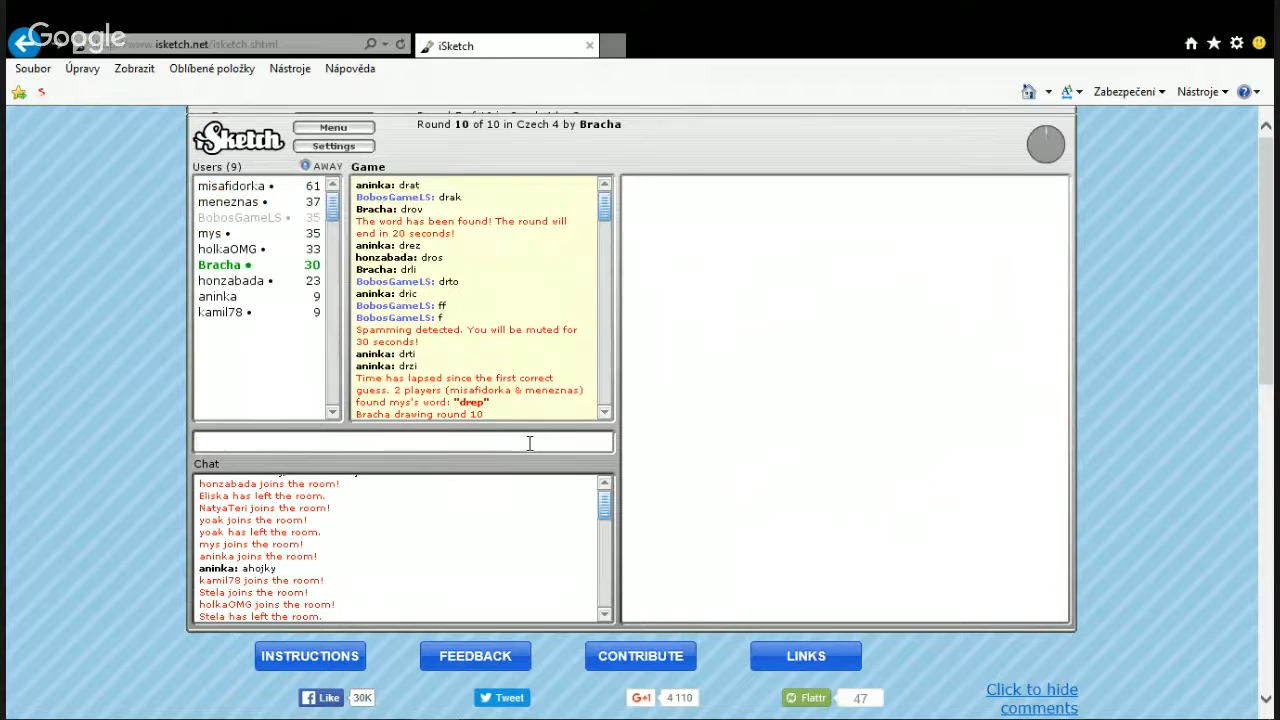 Google
www.isketch.net/isketch.shtml
iSketch
Soubor Úpravy Zobrazit Oblíbené položky Nástroje Nápověda
S
Zabezpečení Nástroje
iSketch
Menu
Settings
Round 10 of 10 in Czech 4 by Bracha
Users (9)
AWAY
Game
misafidorka • 61
meneznas • 37
BobosGameLS • 35
mys • 35
holkaOMG • 33
Bracha • 30
honzabada • 23
aninka 9
kamil78 • 9
aninka: drat
BobosGameLS: drak
Bracha: drov
The word has been found! The round will
end in 20 seconds!
aninka: drez
honzabada: dros
Bracha: drli
BobosGameLS: drto
aninka: dric
BobosGameLS: ff
BobosGameLS: f
Spamming detected. You will be muted for
30 seconds!
aninka: drti
aninka: drzi
Time has lapsed since the first correct
guess. 2 players (misafidorka & meneznas)
found mys's word: "drep"
Bracha drawing round 10
Chat
honzabada joins the room!
Eliska has left the room.
NatyaTeri joins the room!
yoak joins the room!
yoak has left the room.
mys joins the room!
aninka joins the room!
aninka: ahojky
kamil78 joins the room!
Stela joins the room!
holkaOMG joins the room!
Stela has left the room.
INSTRUCTIONS FEEDBACK CONTRIBUTE LINKS
Like 30K Tweet G+1 4 110 Flattr 47
Click to hide
comments